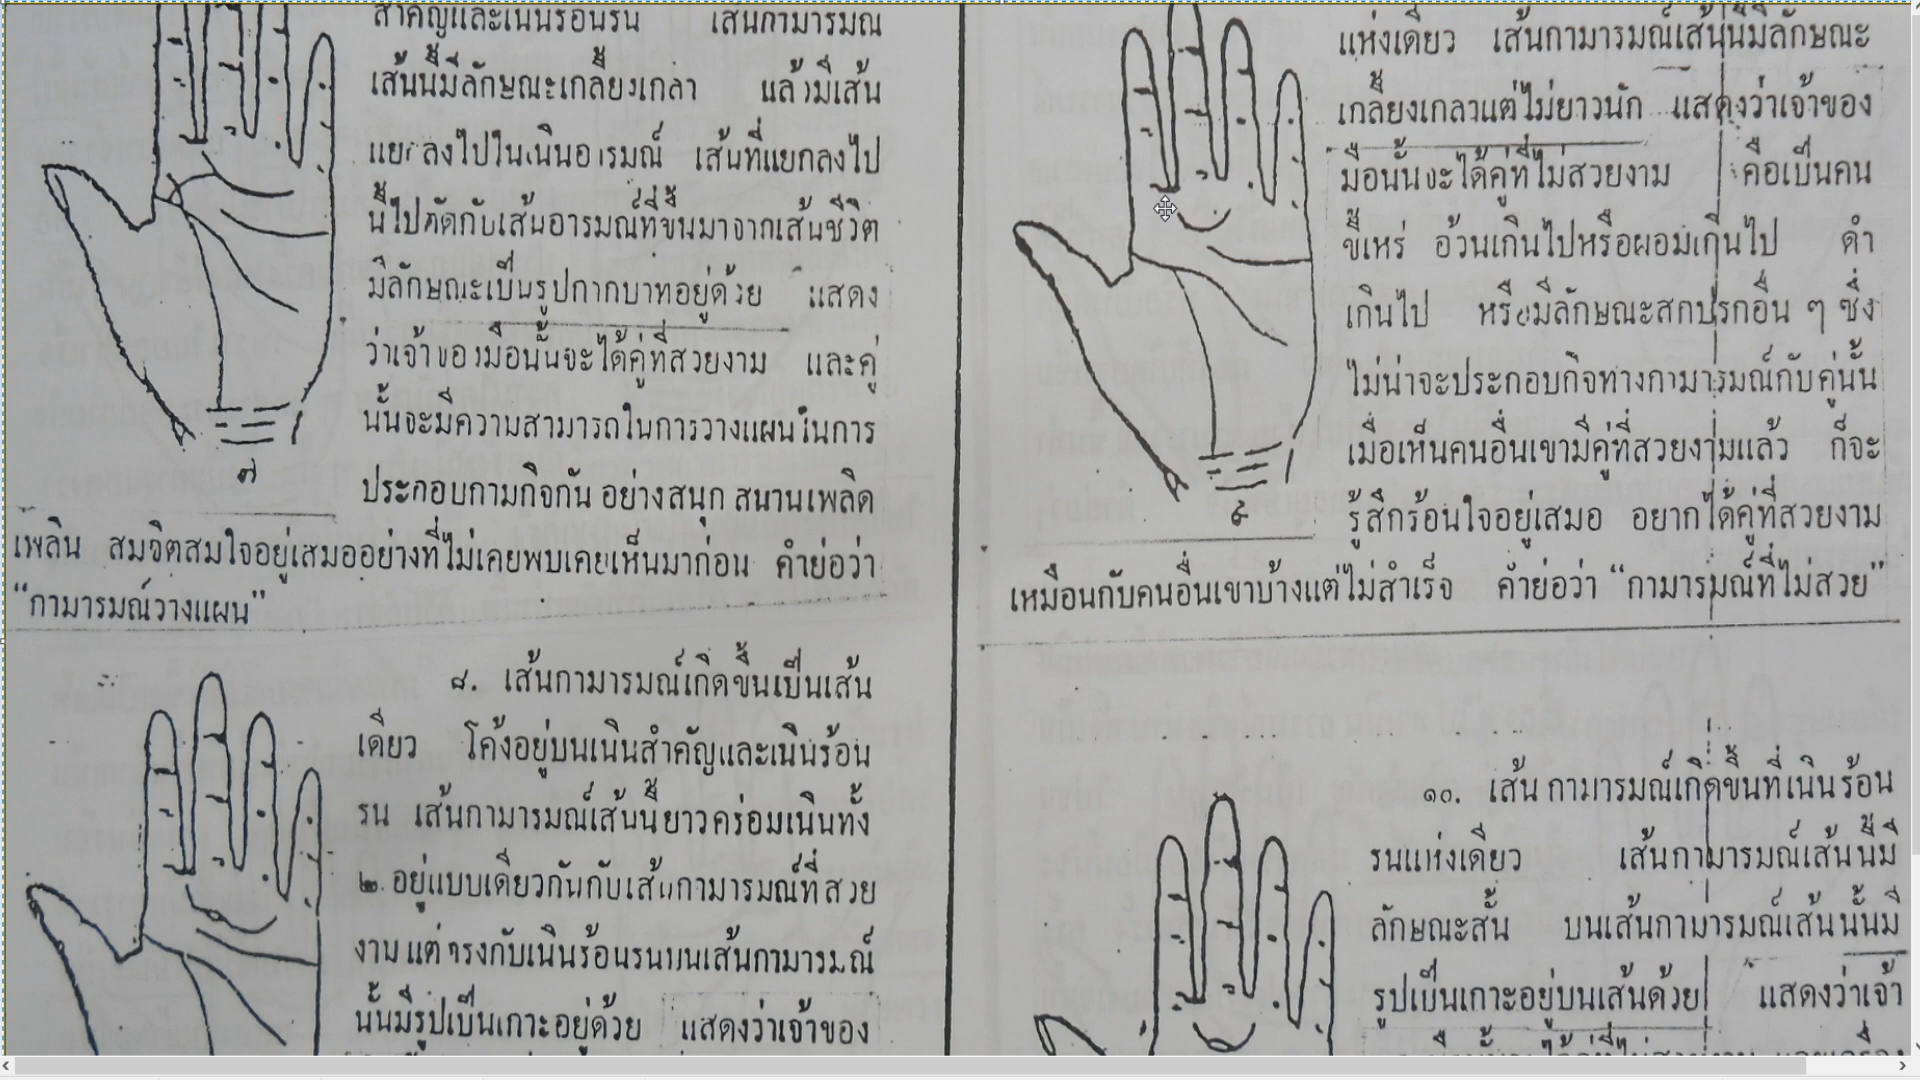 สำคัญและเนินร้อนรน เส้นกามารมณ์
เส้นนี้มีลักษณะเกลี้ยงเกลา แล้วมีเส้น
แยกลงไปในเนินอารมณ์ เส้นที่แยกลงไป
นี้ไปตัดกับเส้นอารมณ์ที่ขึ้นมาจากเส้นชีวิต
มีลักษณะเป็นรูปกากบาทอยู่ด้วย แสดง
ว่าเจ้าของมือนั้นจะได้คู่ที่สวยงาม และคู่
นั้นจะมีความสามารถในการวางแผนในการ
๗
ประกอบกามกิจกัน อย่างสนุก สนานเพลิด
เพลิน สมจิตสมใจอยู่เสมออย่างที่ไม่เคยพบเคยเห็นมาก่อน คำย่อว่า
“กามารมณ์วางแผน”
๘. เส้นกามารมณ์เกิดขึ้นเป็นเส้น
เดียว โค้งอยู่บนเนินสำคัญและเนินร้อน
รน เส้นกามารมณ์เส้นนี้ยาวคร่อมเนินทั้ง
๒ อยู่แบบเดียวกันกับเส้นกามารมณ์ที่สวย
งาม แต่ตรงกับเนินร้อนรนบนเส้นกามารมณ์
นั้นมีรูปเป็นเกาะอยู่ด้วย แสดงว่าเจ้าของ
แห่งเดียว เส้นกามารมณ์เส้นนี้มีลักษณะ
เกลี้ยงเกลาแต่ไม่ยาวนัก แสดงว่าเจ้าของ
มือนั้นจะได้คู่ที่ไม่สวยงาม คือเป็นคน
ขี้เหร่ อ้วนเกินไปหรือผอมเกินไป ดำ
เกินไป หรือมีลักษณะสกปรกอื่น ๆ ซึ่ง
ไม่น่าจะประกอบกิจทางกามารมณ์กับคู่นั้น
เมื่อเห็นคนอื่นเขามีคู่ที่สวยงามแล้ว ก็จะ
๙
รู้สึกร้อนใจอยู่เสมอ อยากได้คู่ที่สวยงาม
เหมือนกับคนอื่นเขาบ้างแต่ไม่สำเร็จ คำย่อว่า “กามารมณ์ที่ไม่สวย”
๑๐. เส้น กามารมณ์เกิดขึ้นที่เนินร้อน
รนแห่งเดียว เส้นกามารมณ์เส้นนี้มี
ลักษณะสั้น บนเส้นกามารมณ์เส้นนั้นมี
รูปเป็นเกาะอยู่บนเส้นด้วย แสดงว่าเจ้า